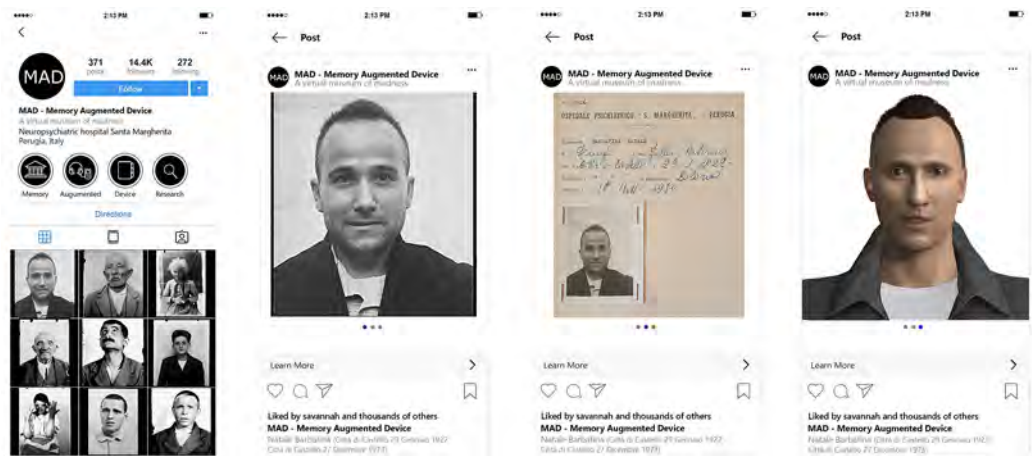 2:13 PM
MAD
371
14.4K
272
posts
followers
following
Follow
MAD - Memory Augmented Device
A virtual museum of madness
Neuropsychiatric hospital Santa Margherita
Perugia, Italy
Memory
Augumented
Device
Research
Directions
2:13 PM
Post
MAD
MAD - Memory Augmented Device
A virtual museum of madness
Learn More
Liked by savannah and thousands of others
MAD - Memory Augmented Device
2:13 PM
Post
MAD
MAD - Memory Augmented Device
A virtual museum of madness
OSPEDALE PSICHIATRICO - S. MARGHERITA - PERUGIA
Learn More
Liked by savannah and thousands of others
MAD - Memory Augmented Device
2:13 PM
Post
MAD
MAD - Memory Augmented Device
A virtual museum of madness
Learn More
Liked by savannah and thousands of others
MAD - Memory Augmented Device